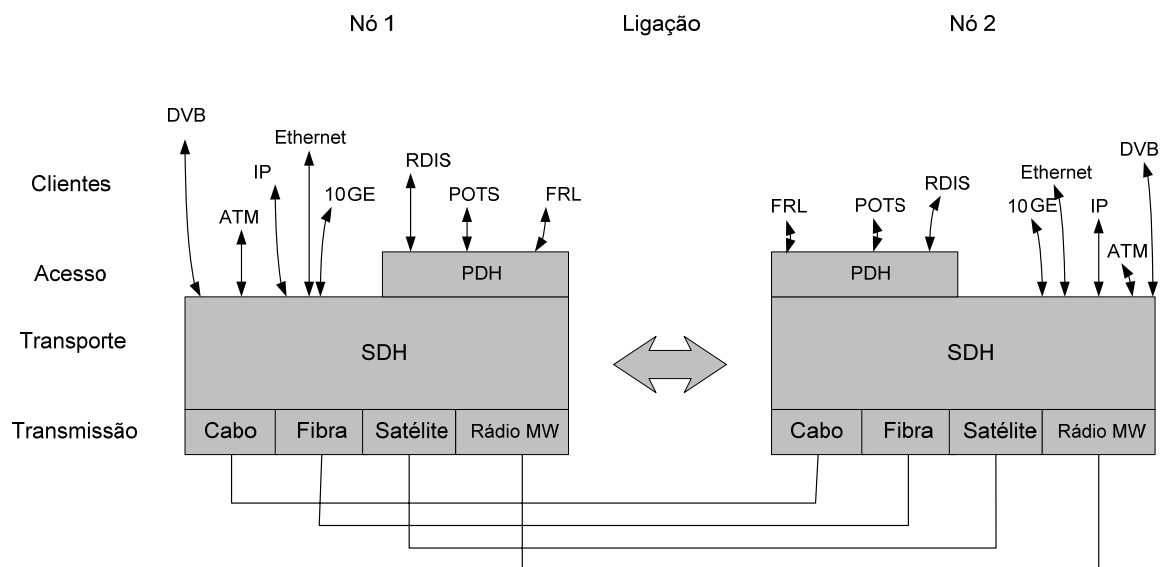 Nó 1 Ligação Nó 2
DVB
Ethernet
IP
RDIS
Clientes
10GE
POTS
FRL
ATM
DVB
Ethernet
RDIS
FRL
POTS
10GE
IP
ATM
Acesso
PDH
PDH
Transporte
SDH
SDH
Transmissão
Cabo Fibra Satélite Rádio MW
Cabo Fibra Satélite Rádio MW